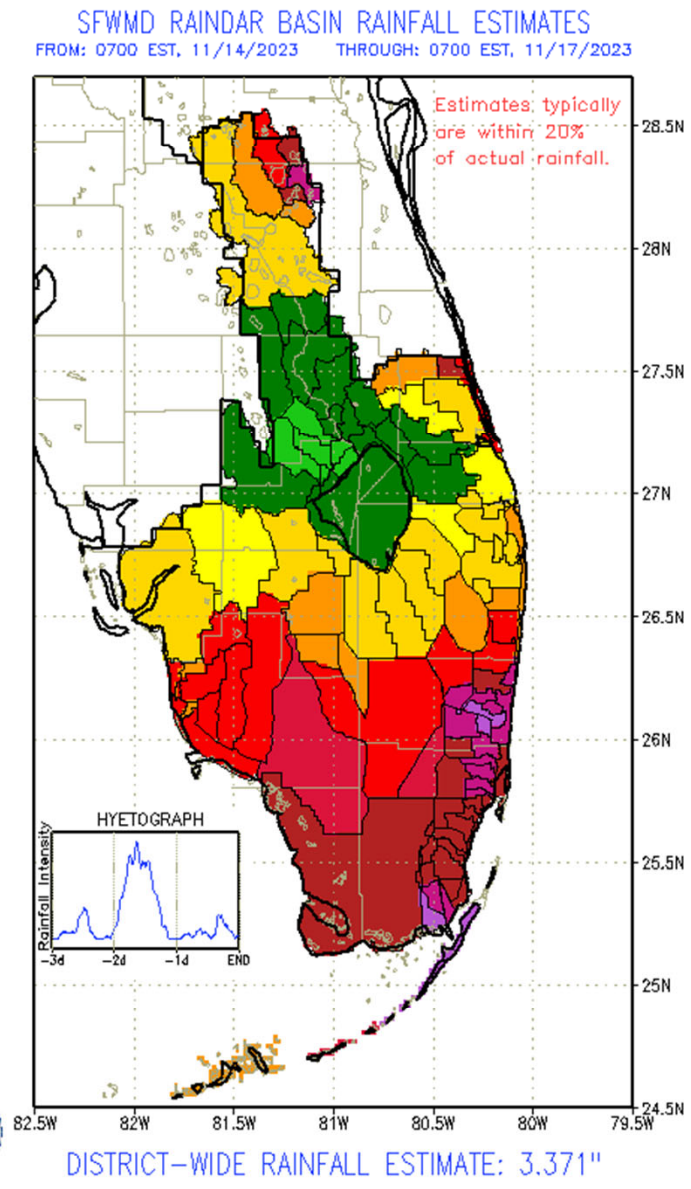 SFWMD RAINDAR BASIN RAINFALL ESTIMATES
FROM: 0700 EST, 11/14/2023 THROUGH: 0700 EST, 11/17/2023
Estimates typically
are within 20%
of actual rainfall.
28.5N
28N
27.5N
27N
26.5N
26N
25.5N
25N
24.5N
HYETOGRAPH
Rainfall Intensity
-3d -2d -1d END
82.5W 82W 81.5W 81W 80.5W 80W 79.5W
DISTRICT-WIDE RAINFALL ESTIMATE: 3.371"